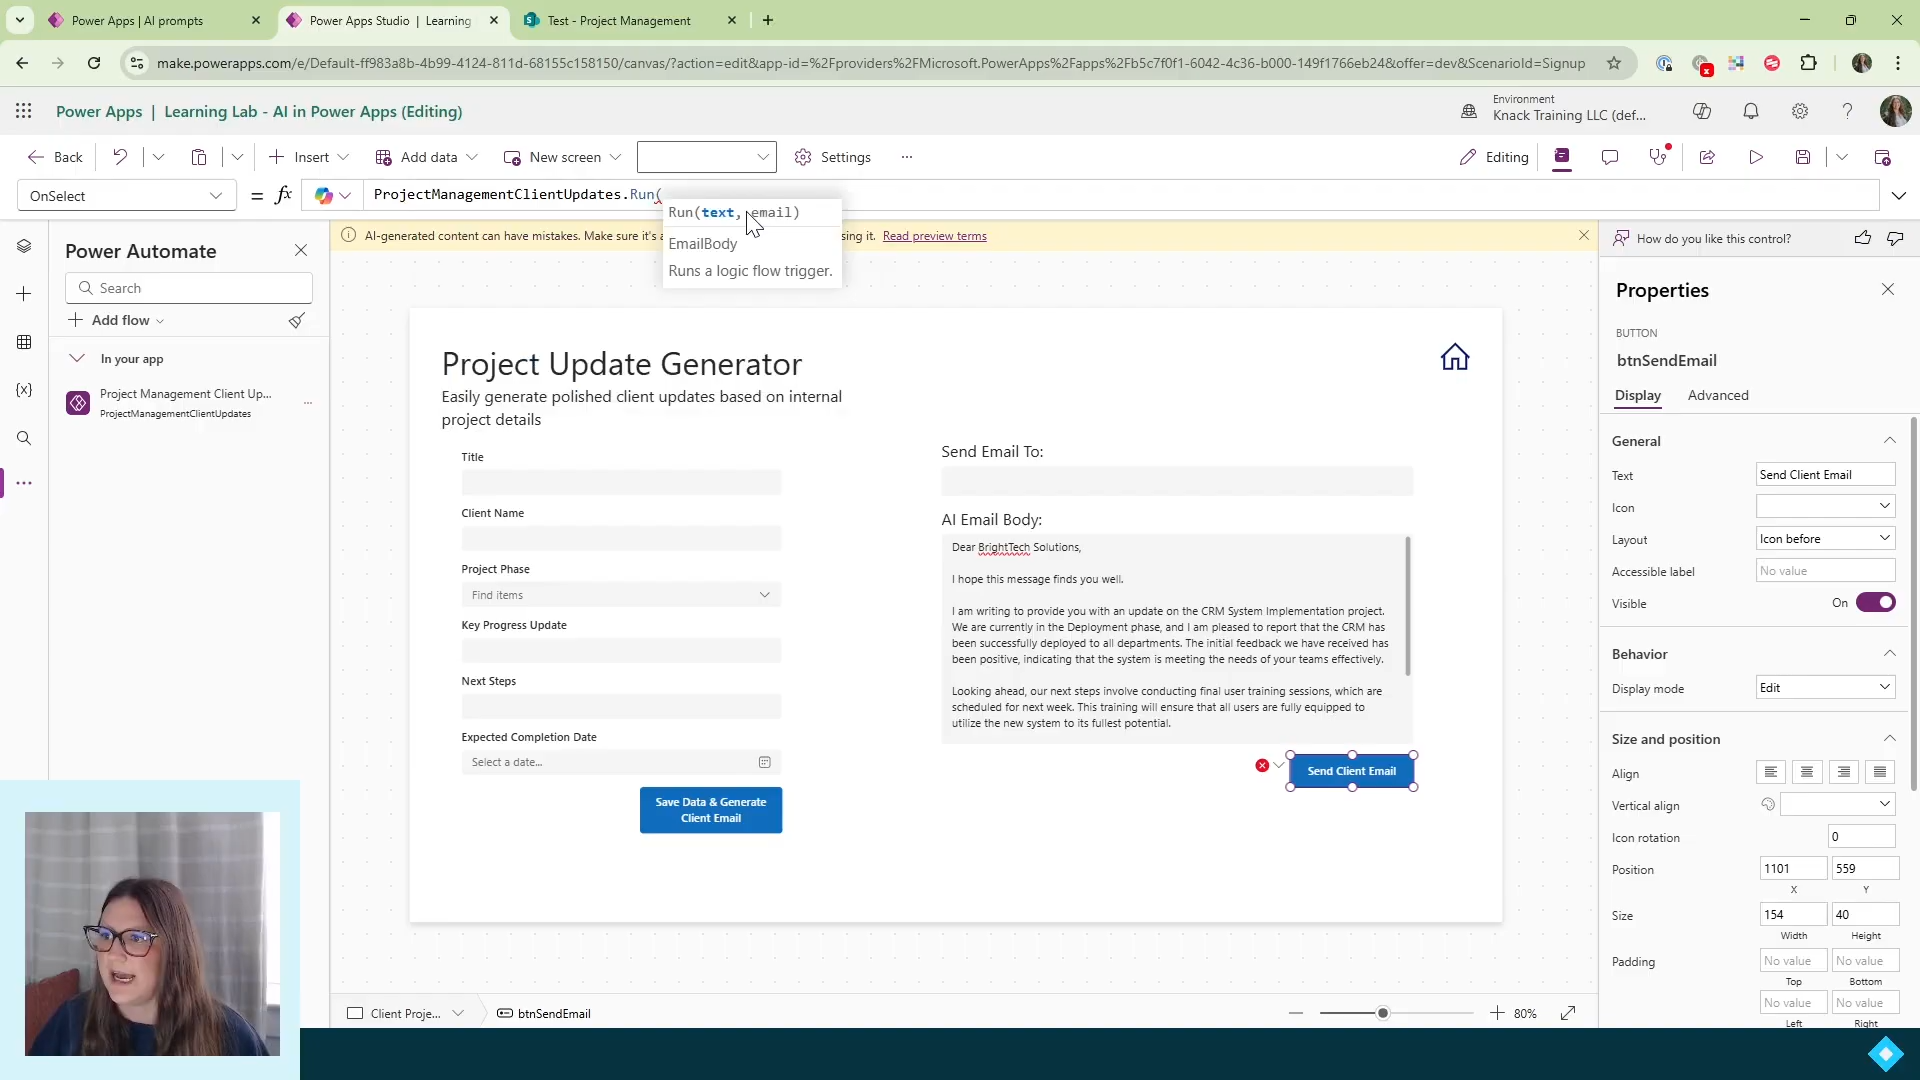 Power Apps | AI prompts
Power Apps Studio | Learning
Test - Project Management
make.powerapps.com/e/Default-ff983a8b-4b99-4124-811d-68155c158150/canvas/?action=edit&app-id=%2Fproviders%2FMicrosoft.PowerApps%2Fapps%2Fb5c7f0f1-6042-4c36-b000-149f1766eb24&offer=dev&ScenarioId=Signup
Power Apps | Learning Lab - AI in Power Apps (Editing)
Environment
Knack Training LLC (def...
Back
Insert
Add data
New screen
Settings
...
Editing
OnSelect
= fx
ProjectManagementClientUpdates.Run(
Run(text, email)
EmailBody
Runs a logic flow trigger.
AI-generated content can have mistakes. Make sure it's a
ing it. Read preview terms
How do you like this control?
Power Automate
Search
Add flow
In your app
Project Management Client Up...
ProjectManagementClientUpdates
Project Update Generator
Easily generate polished client updates based on internal
project details
Title
Client Name
Project Phase
Find items
Key Progress Update
Next Steps
Expected Completion Date
Select a date...
Save Data & Generate
Client Email
Send Email To:
AI Email Body:
Dear BrightTech Solutions,
I hope this message finds you well.
I am writing to provide you with an update on the CRM System Implementation project.
We are currently in the Deployment phase, and I am pleased to report that the CRM has
been successfully deployed to all departments. The initial feedback we have received has
been positive, indicating that the system is meeting the needs of your teams effectively.
Looking ahead, our next steps involve conducting final user training sessions, which are
scheduled for next week. This training will ensure that all users are fully equipped to
utilize the new system to its fullest potential.
Send Client Email
Properties
BUTTON
btnSendEmail
Display
Advanced
General
Text
Send Client Email
Icon
Layout
Icon before
Accessible label
No value
Visible
On
Behavior
Display mode
Edit
Size and position
Align
Vertical align
Icon rotation
0
Position
1101
559
X
Y
Size
154
40
Width
Height
Padding
No value
No value
Top
Bottom
No value
No value
Left
Right
Client Proje...
btnSendEmail
80%